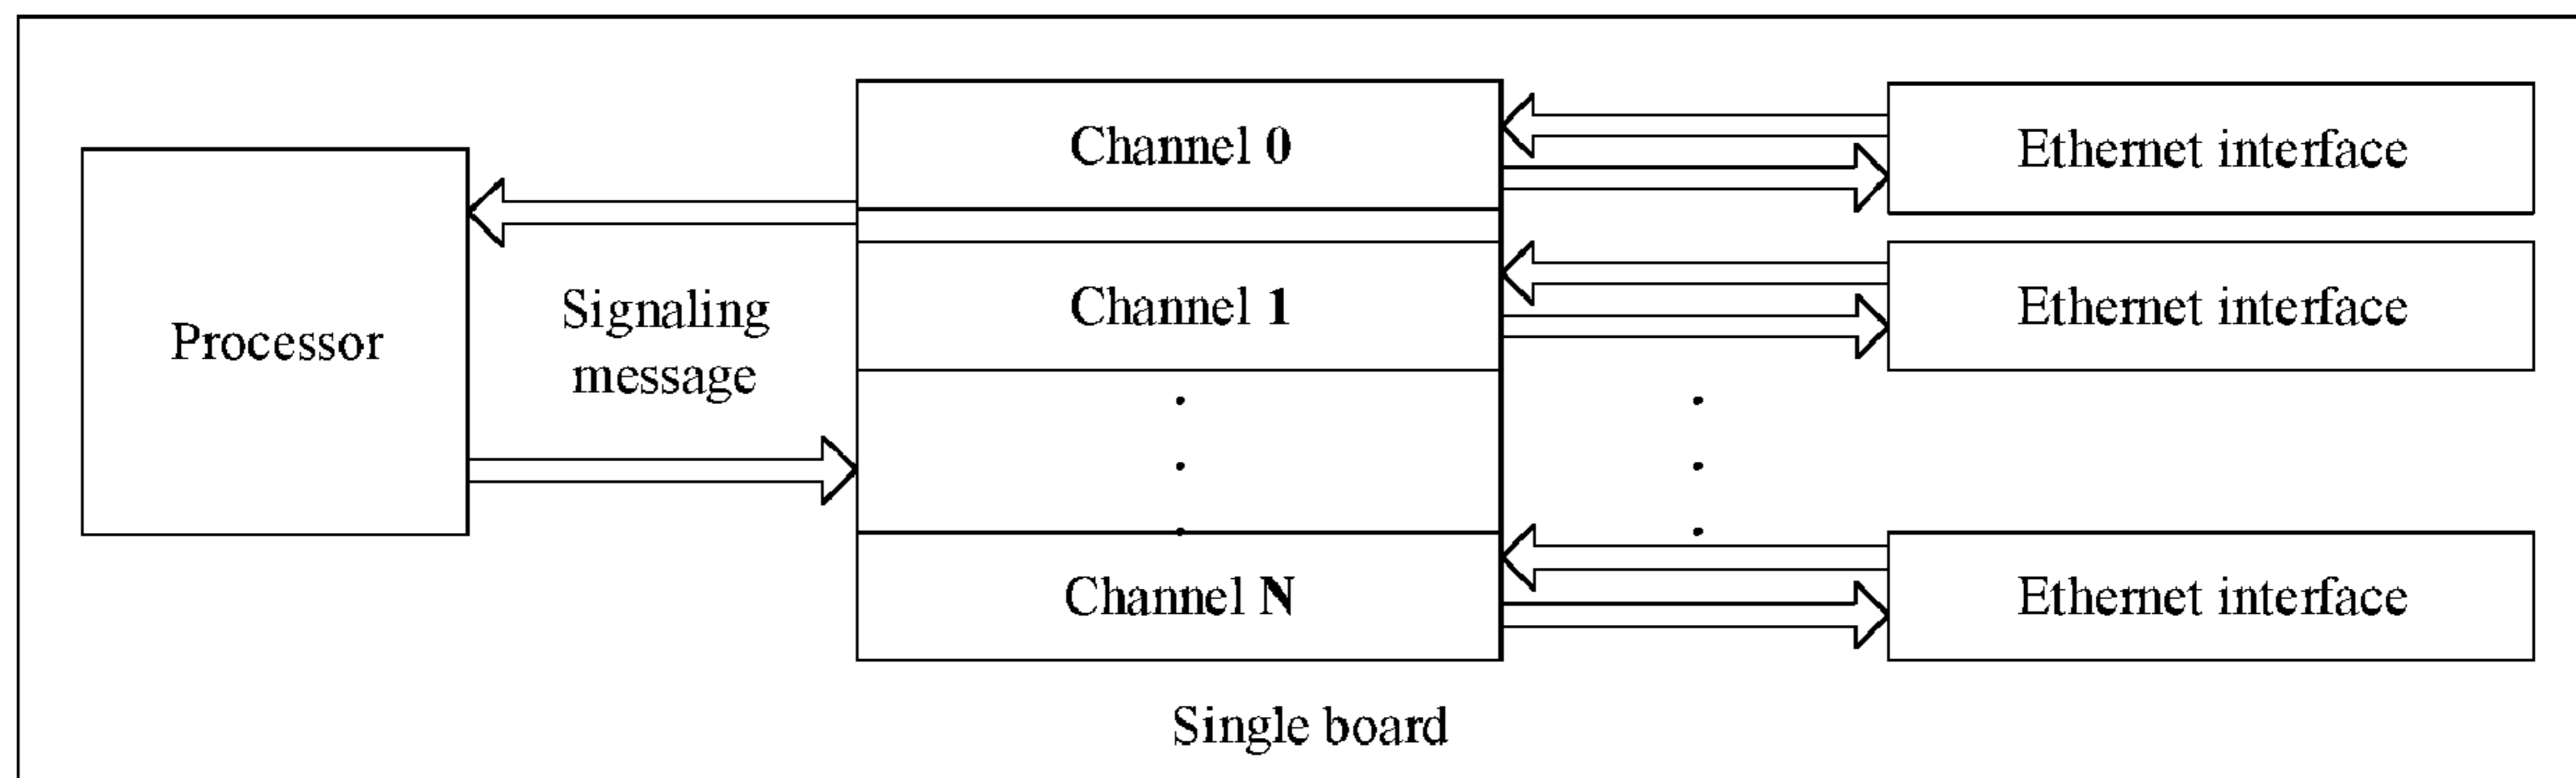 Channel 0
Ethernet interface
Processor
Signaling
message
Channel 1
Ethernet interface
Channel N
Ethernet interface
Single board